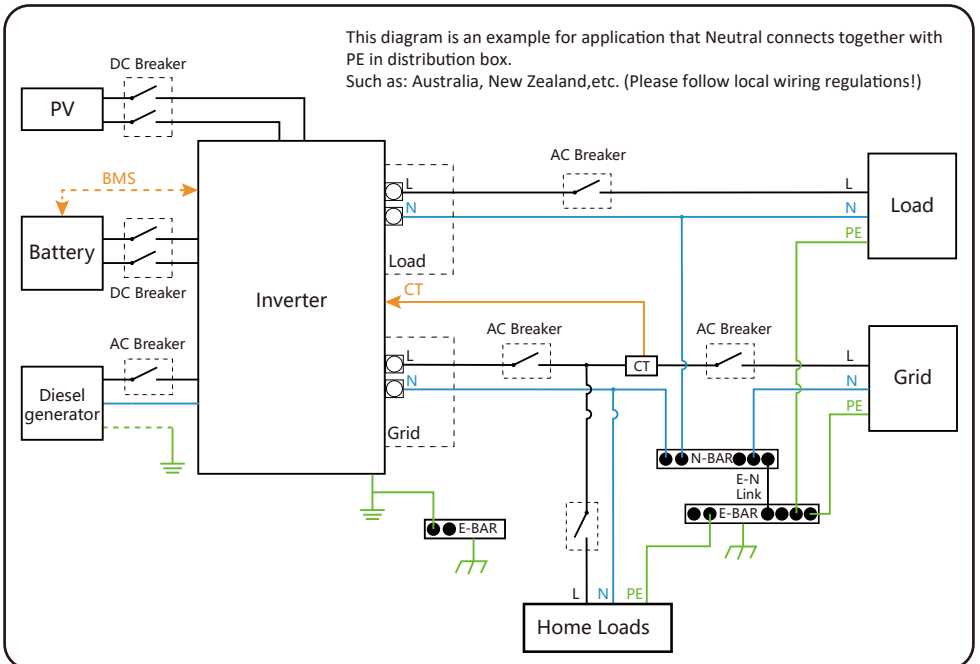 This diagram is an example for application that Neutral connects together with
PE in distribution box.
Such as: Australia, New Zealand,etc. (Please follow local wiring regulations!)
DC Breaker
PV
BMS
Battery
DC Breaker
AC Breaker
Diesel
generator
Inverter
L
N
Load
AC Breaker
L
N
PE
Load
CT
AC Breaker
CT
AC Breaker
L
N
Grid
L
N
PE
Grid
N-BAR
E-N
Link
E-BAR
E-BAR
L
N
PE
Home Loads